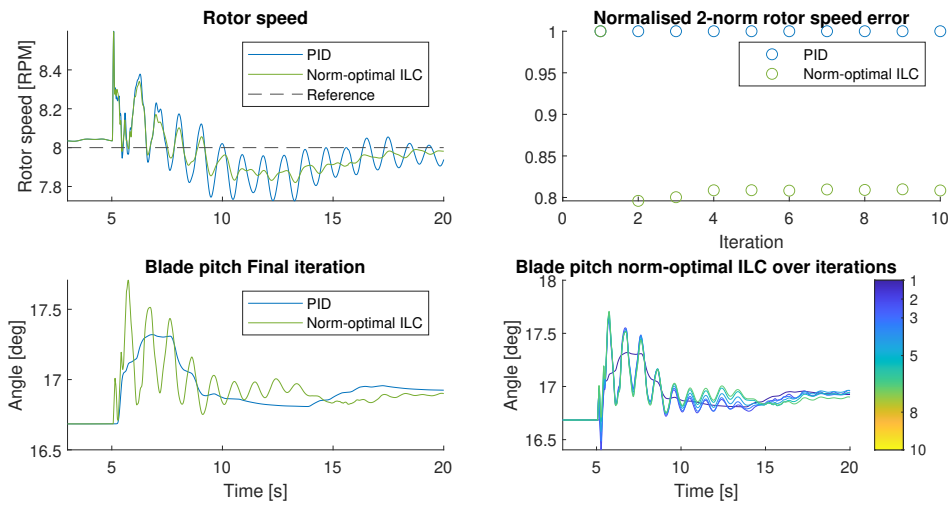 Rotor speed
Rotor speed [RPM]
8.4
8.2
8
7.8
5
10
15
20
PID
Norm-optimal ILC
Reference
Normalised 2-norm rotor speed error
1
0.95
0.9
0.85
0.8
0
2
4
6
8
10
Iteration
PID
Norm-optimal ILC
Blade pitch Final iteration
Angle [deg]
17.5
17
16.5
5
10
15
20
Time [s]
PID
Norm-optimal ILC
Blade pitch norm-optimal ILC over iterations
Angle [deg]
18
17.5
17
16.5
5
10
15
20
Time [s]
1
2
3
5
8
10